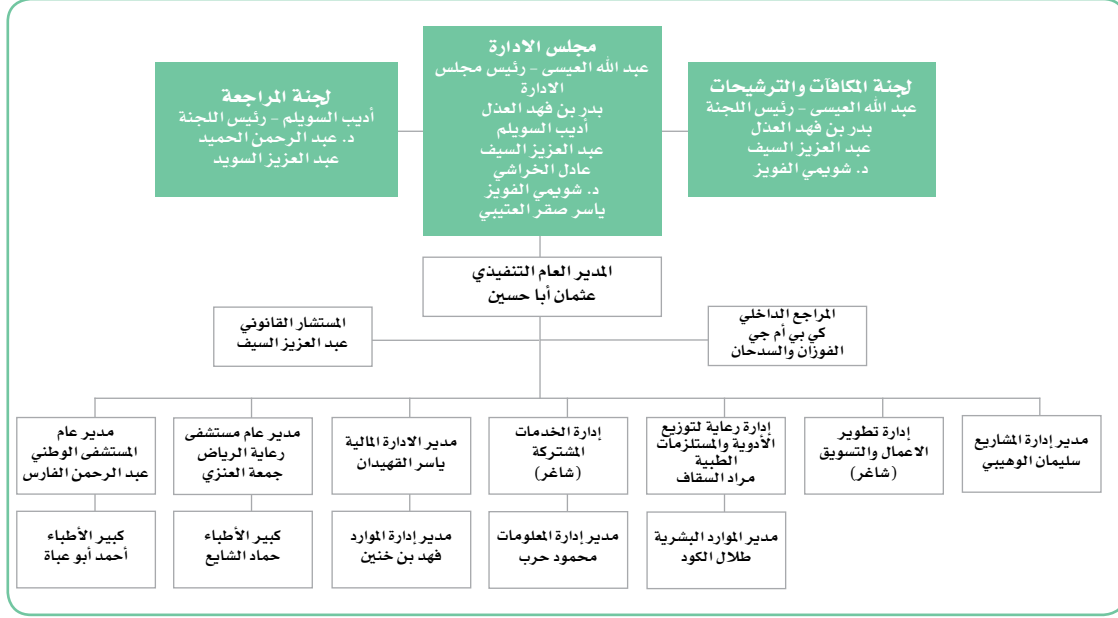 مجلس الادارة
عبد الله العيسى - رئيس مجلس
الادارة
بدر بن فهد العذل
أديب السويلم
عبد العزيز السيف
عادل الخراشي
د. شويمي الفويز
ياسر صقر العتيبي
لجنة المكافآت والترشيحات
عبد الله العيسى - رئيس اللجنة
بدر بن فهد العذل
عبد العزيز السيف
د. شويمي الفويز
لجنة المراجعة
أديب السويلم - رئيس اللجنة
د. عبد الرحمن الحميد
عبد العزيز السويد
المدير العام التنفيذي
عثمان أبا حسين
المراجع الداخلي
كي بي أم جي
الفوزان والسدحان
المستشار القانوني
عبد العزيز السيف
مدير إدارة المشاريع
سليمان الوهيبي
إدارة تطوير
الاعمال والتسويق
(شاغر)
إدارة رعاية لتوزيع
الأدوية والمستلزمات
الطبية
مراد السقاف
إدارة الخدمات
المشتركة
(شاغر)
مدير الادارة المالية
ياسر القهيدان
مدير عام مستشفى
رعاية الرياض
جمعة العنزي
مدير عام
المستشفى الوطني
عبد الرحمن الفارس
مدير الموارد البشرية
طلال الكود
مدير إدارة المعلومات
محمود حرب
مدير إدارة الموارد
فهد بن خنين
كبير الأطباء
حماد الشايع
كبير الأطباء
أحمد أبو عباة